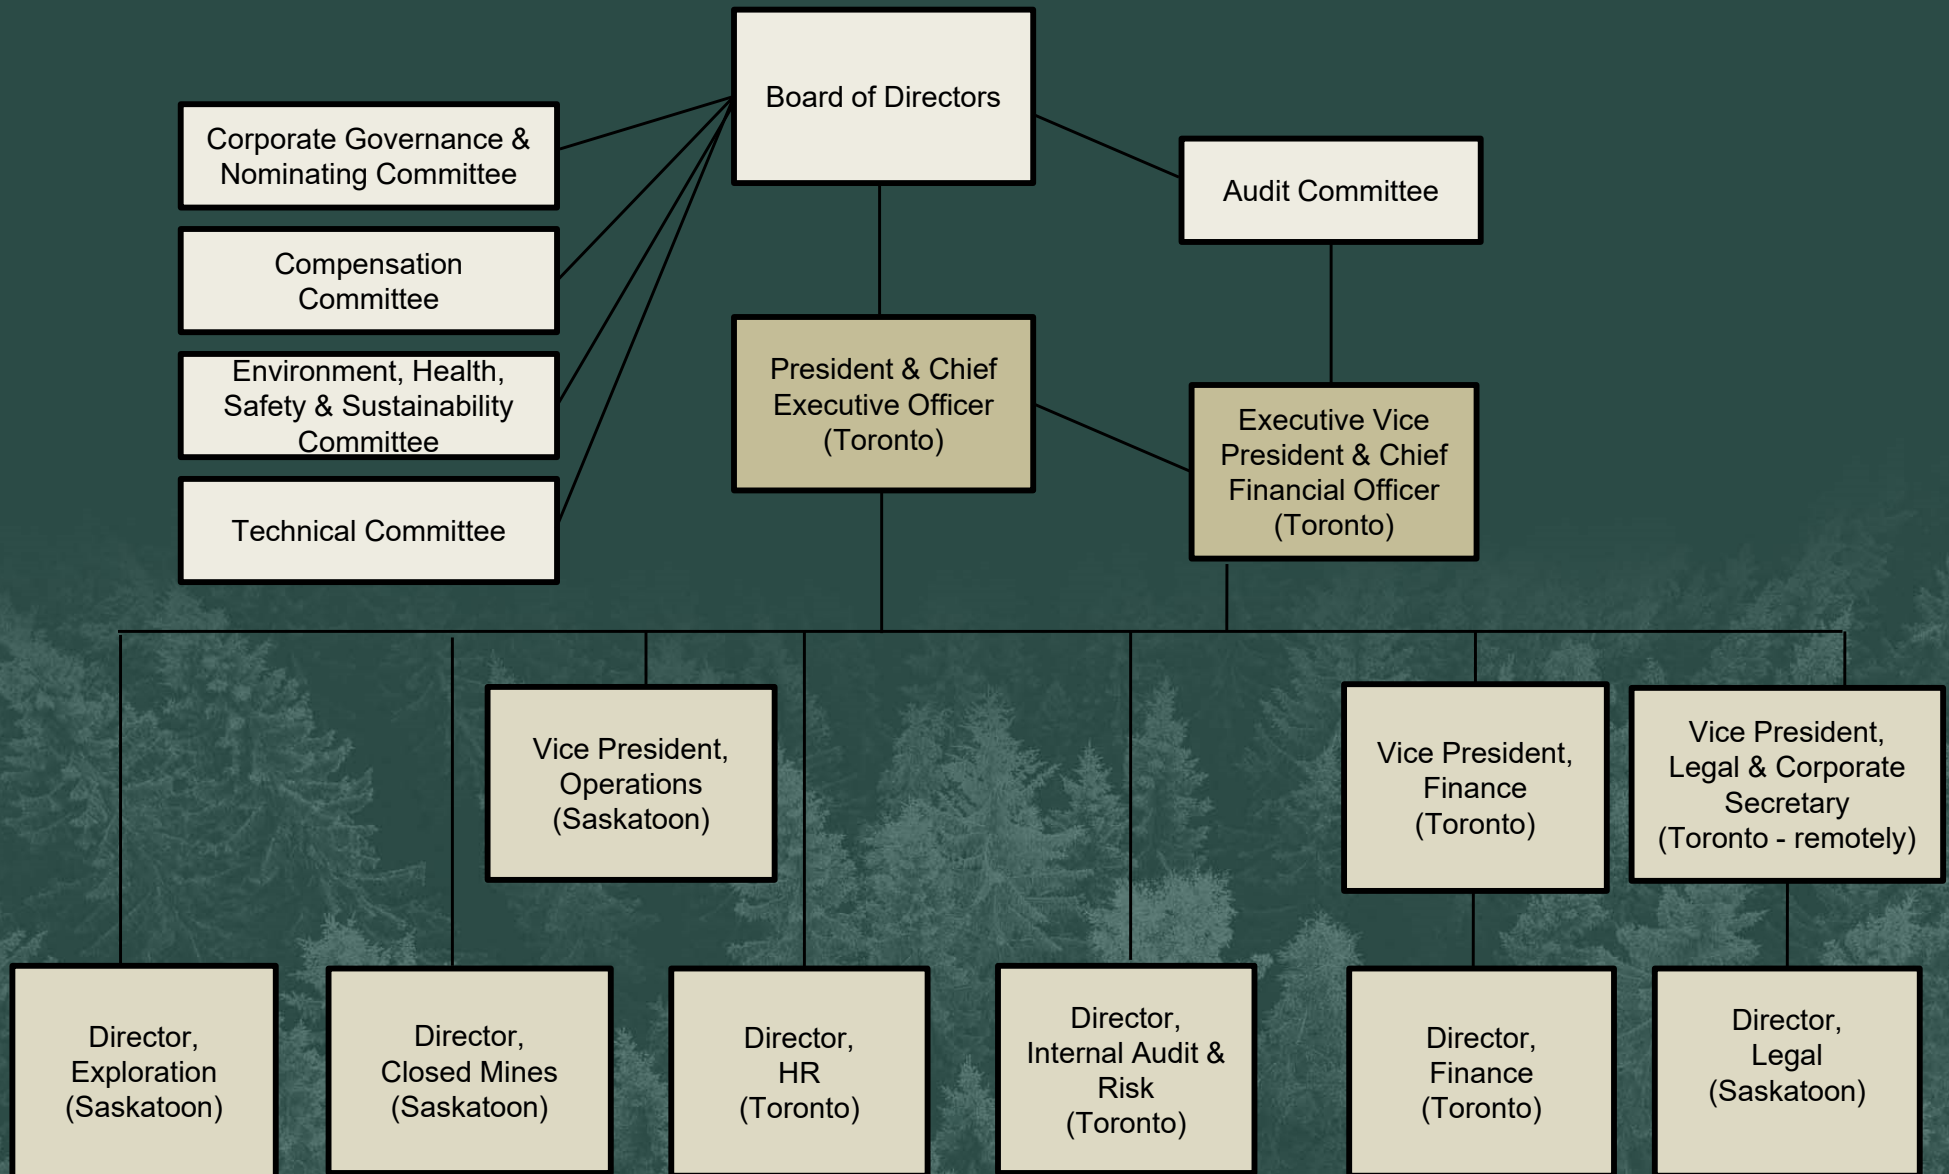 Board of Directors
Corporate Governance &
Nominating Committee
Audit Committee
Compensation
Committee
Environment, Health,
Safety & Sustainability
Committee
President & Chief
Executive Officer
(Toronto)
Executive Vice
President & Chief
Financial Officer
(Toronto)
Technical Committee
Vice President,
Operations
(Saskatoon)
Vice President,
Finance
(Toronto)
Vice President,
Legal & Corporate
Secretary
(Toronto - remotely)
Director,
Exploration
(Saskatoon)
Director,
Closed Mines
(Saskatoon)
Director,
HR
(Toronto)
Director,
Internal Audit &
Risk
(Toronto)
Director,
Finance
(Toronto)
Director,
Legal
(Saskatoon)